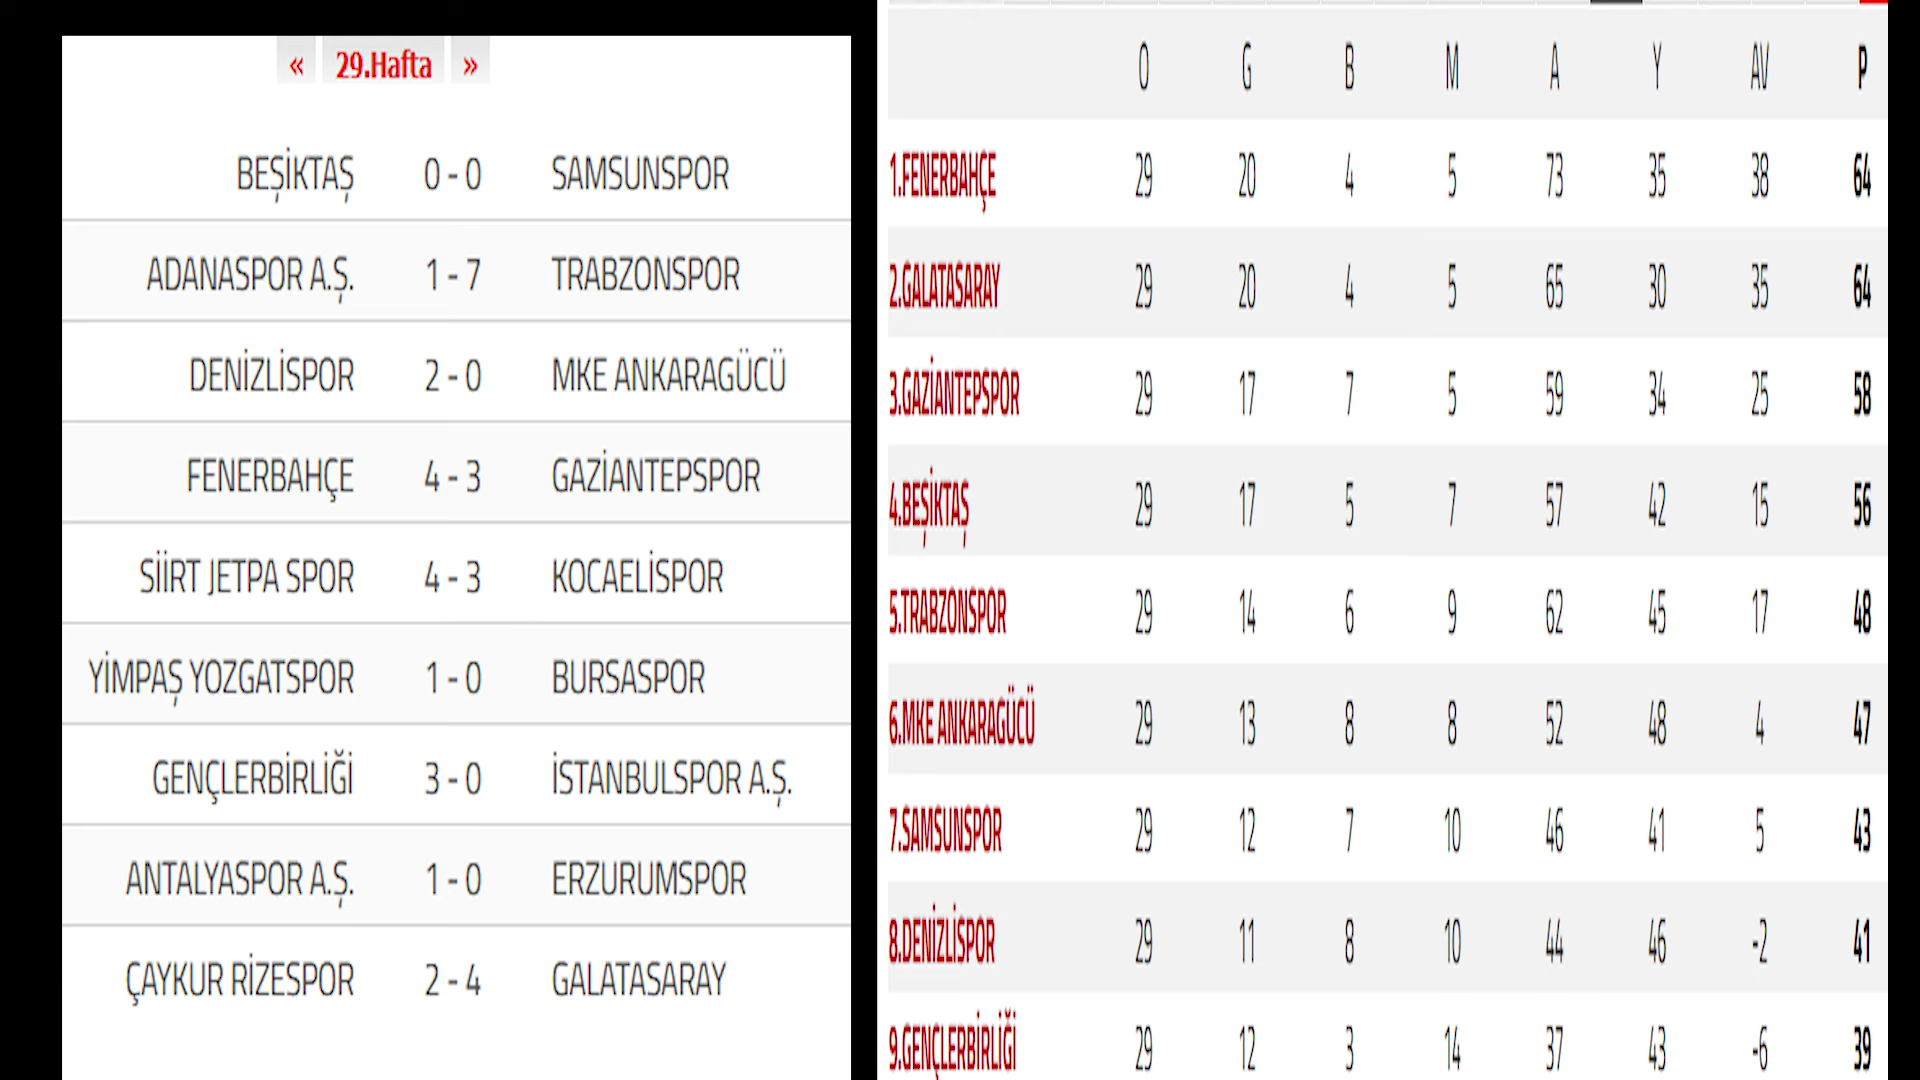 « 29.Hafta »
BEŞİKTAŞ 0 - 0 SAMSUNSPOR
ADANASPOR A.Ş. 1 - 7 TRABZONSPOR
DENİZLİSPOR 2 - 0 MKE ANKARAGÜCÜ
FENERBAHÇE 4 - 3 GAZİANTEPSPOR
SİİRT JETPA SPOR 4 - 3 KOCAELİSPOR
YİMPAŞ YOZGATSPOR 1 - 0 BURSASPOR
GENÇLERBİRLİĞİ 3 - 0 İSTANBULSPOR A.Ş.
ANTALYASPOR A.Ş. 1 - 0 ERZURUMSPOR
ÇAYKUR RİZESPOR 2 - 4 GALATASARAY
O G B M A Y AV P
1.FENERBAHÇE 29 20 4 5 73 35 38 64
2.GALATASARAY 29 20 4 5 65 30 35 64
3.GAZİANTEPSPOR 29 17 7 5 59 34 25 58
4.BEŞİKTAŞ 29 17 5 7 57 42 15 56
5.TRABZONSPOR 29 14 6 9 62 45 17 48
6.MKE ANKARAGÜCÜ 29 13 8 8 52 48 4 47
7.SAMSUNSPOR 29 12 7 10 46 41 5 43
8.DENİZLİSPOR 29 11 8 10 44 46 -2 41
9.GENÇLERBİRLİĞİ 29 12 3 14 37 43 -6 39